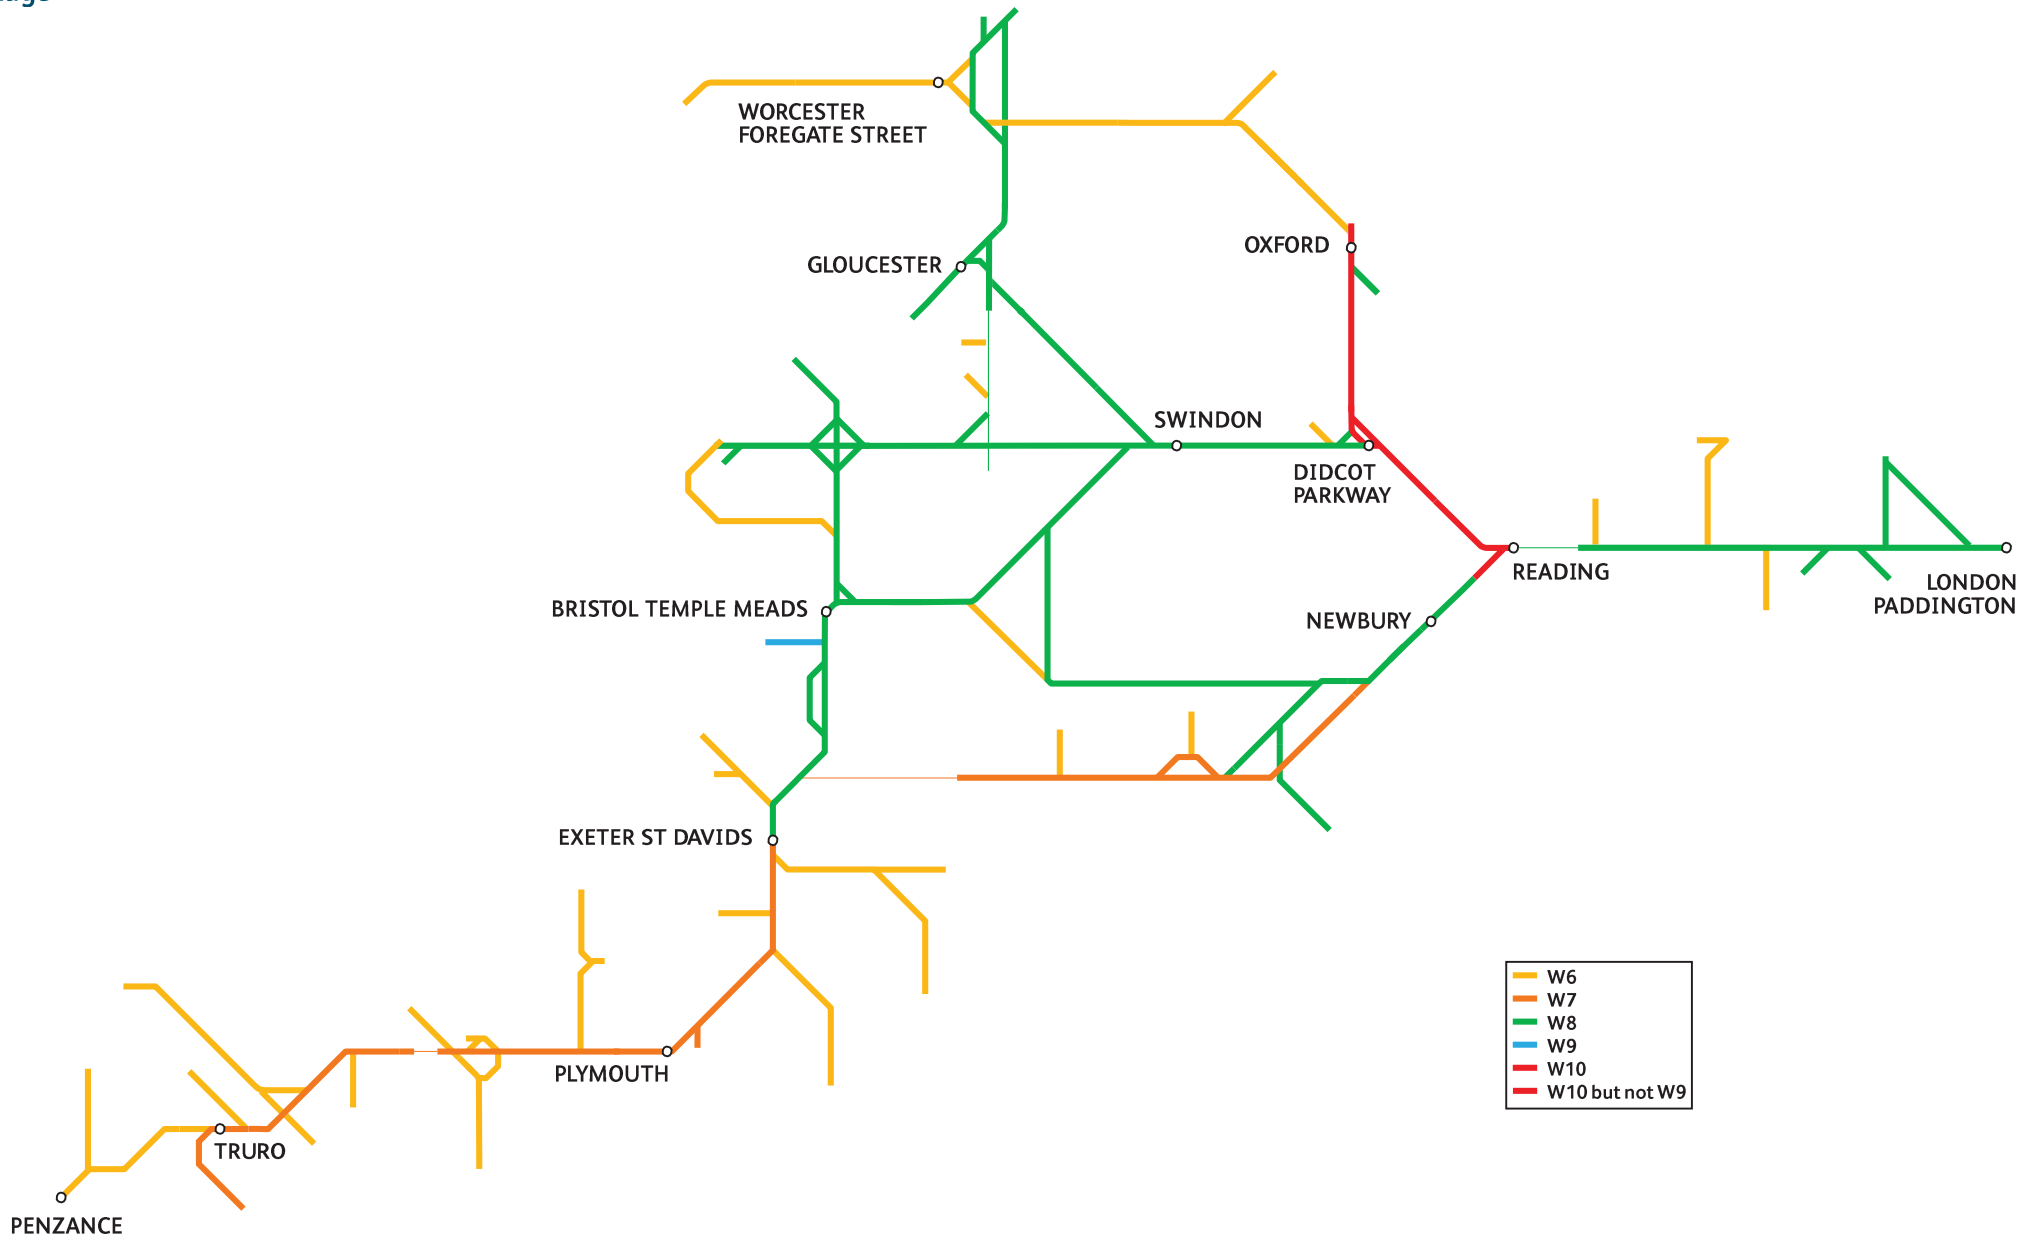 WORCESTER
FOREGATE STREET
OXFORD
GLOUCESTER
SWINDON
DIDCOT
PARKWAY
READING
LONDON
PADDINGTON
BRISTOL TEMPLE MEADS
NEWBURY
EXETER ST DAVIDS
PLYMOUTH
TRURO
PENZANCE
W6
W7
W8
W9
W10
W10 but not W9